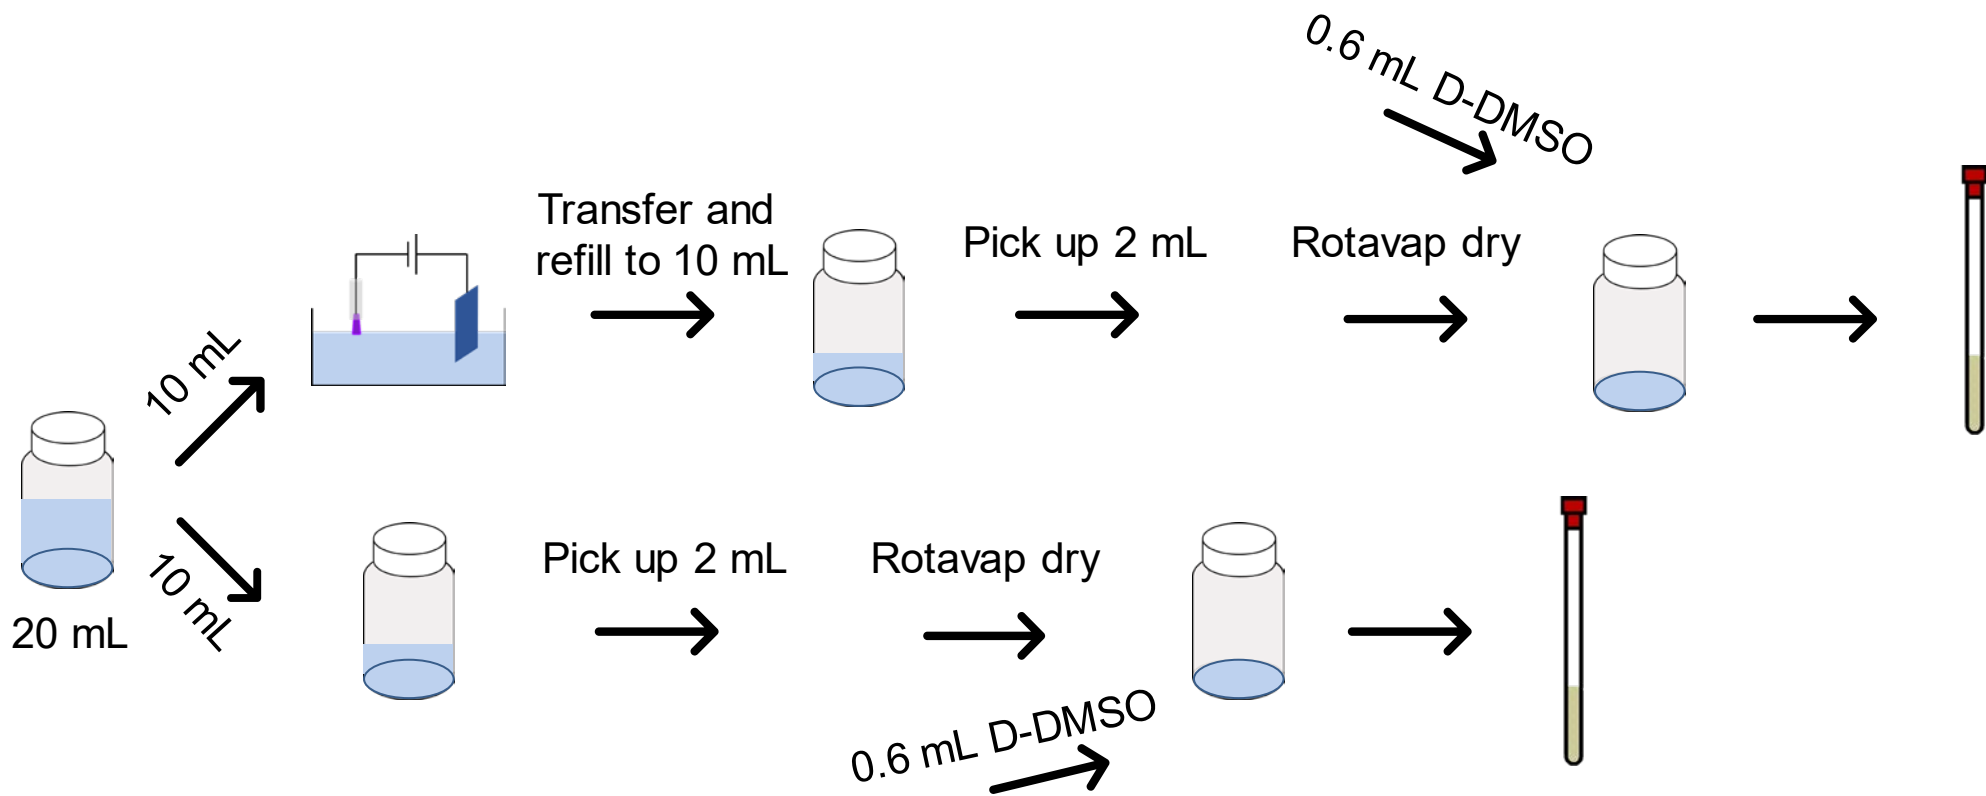 0.6 mL D-DMSO
Transfer and
refill to 10 mL
Pick up 2 mL
Rotavap dry
10 mL
20 mL
10 mL
Pick up 2 mL
Rotavap dry
0.6 mL D-DMSO